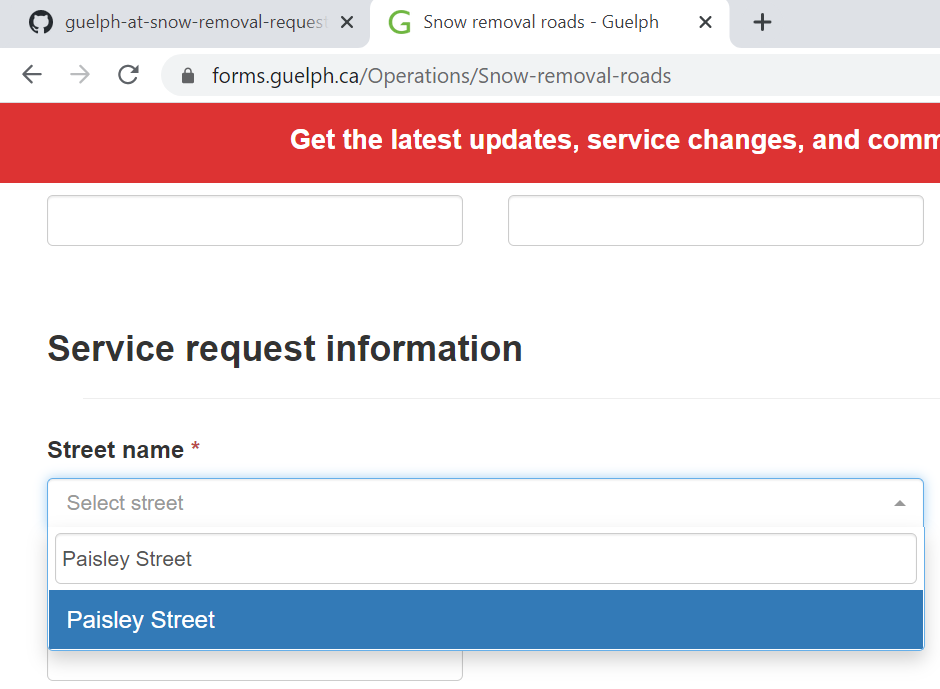 guelph-at-snow-removal-request
Snow removal roads - Guelph
forms.guelph.ca/Operations/Snow-removal-roads
Get the latest updates, service changes, and comm
Service request information
Street name *
Select street
Paisley Street
Paisley Street